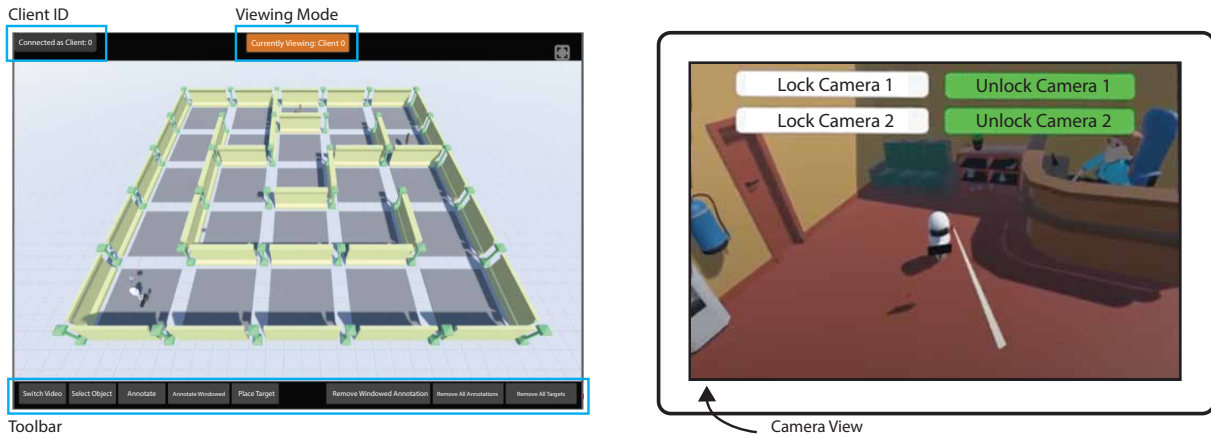 Client ID
Viewing Mode
Connected as Client: 0
Currently Viewing: Client 0
Switch Video
Select Object
Annotate
Annotate Windowed
Place Target
Remove Windowed Annotation
Remove All Annotations
Remove All Targets
Toolbar
Lock Camera 1
Unlock Camera 1
Lock Camera 2
Unlock Camera 2
Camera View